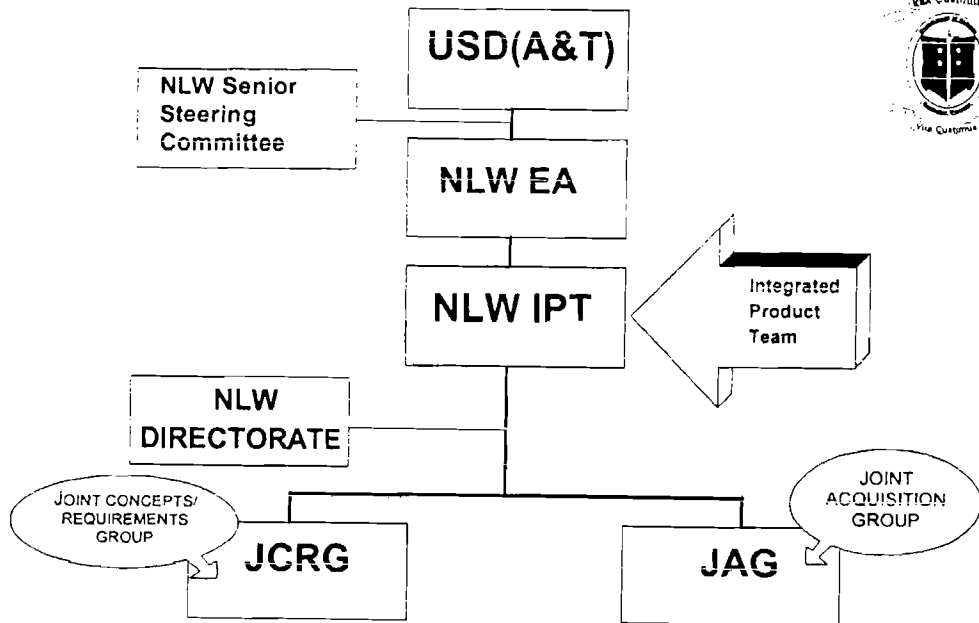 USD(A&T)
NLW Senior
Steering
Committee
NLW EA
NLW IPT
Integrated
Product
Team
NLW
DIRECTORATE
JOINT CONCEPTS/
REQUIREMENTS
GROUP
JCRG
JOINT
ACQUISITION
GROUP
JAG